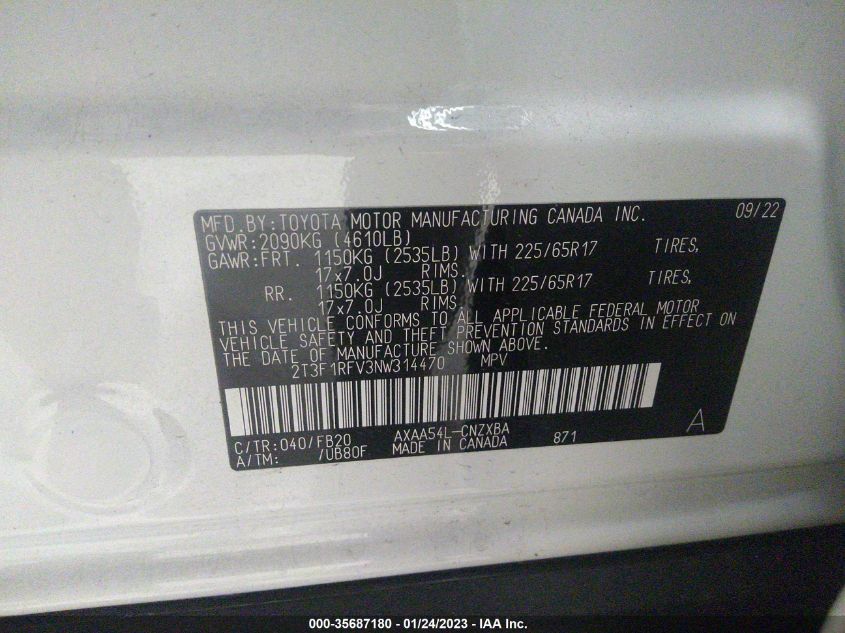 MFD.BY:TOYOTA MOTOR MANUFACTURING CANADA INC. 09/22
GVWR:2090KG (4610LB)
GAWR:FRT. 1150KG (2535LB) WITH 225/65R17 TIRES,
17x7.0J RIMS.
RR. 1150KG (2535LB) WITH 225/65R17 TIRES,
17x7.0J RIMS.
THIS VEHICLE CONFORMS TO ALL APPLICABLE FEDERAL MOTOR
VEHICLE SAFETY AND THEFT PREVENTION STANDARDS IN EFFECT ON
THE DATE OF MANUFACTURE SHOWN ABOVE.
2T3F1RFV3NW314470 MPV
C/TR:040/FB20 AXAA54L-CNZXBA 871 A
A/TM: /UB80F MADE IN CANADA
000-35687180 - 01/24/2023 - IAA Inc.